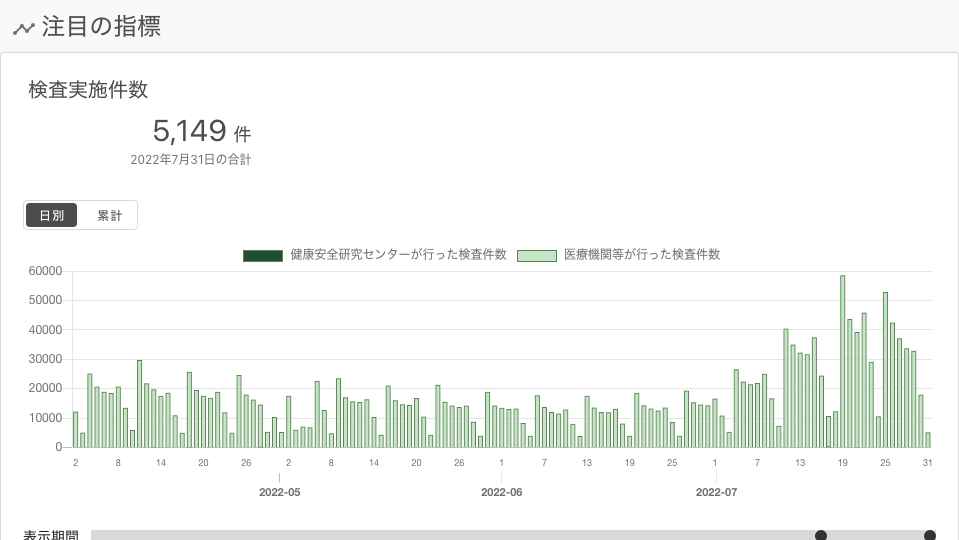 注目の指標
検査実施件数
5,149 件
2022年7月31日の合計
日別 累計
健康安全研究センターが行った検査件数 医療機関等が行った検査件数
60000
50000
40000
30000
20000
10000
0
2 8 14 20 26 2 8 14 20 26 1 7 13 19 25 1 7 13 19 25 31
2022-05 2022-06 2022-07
表示期間